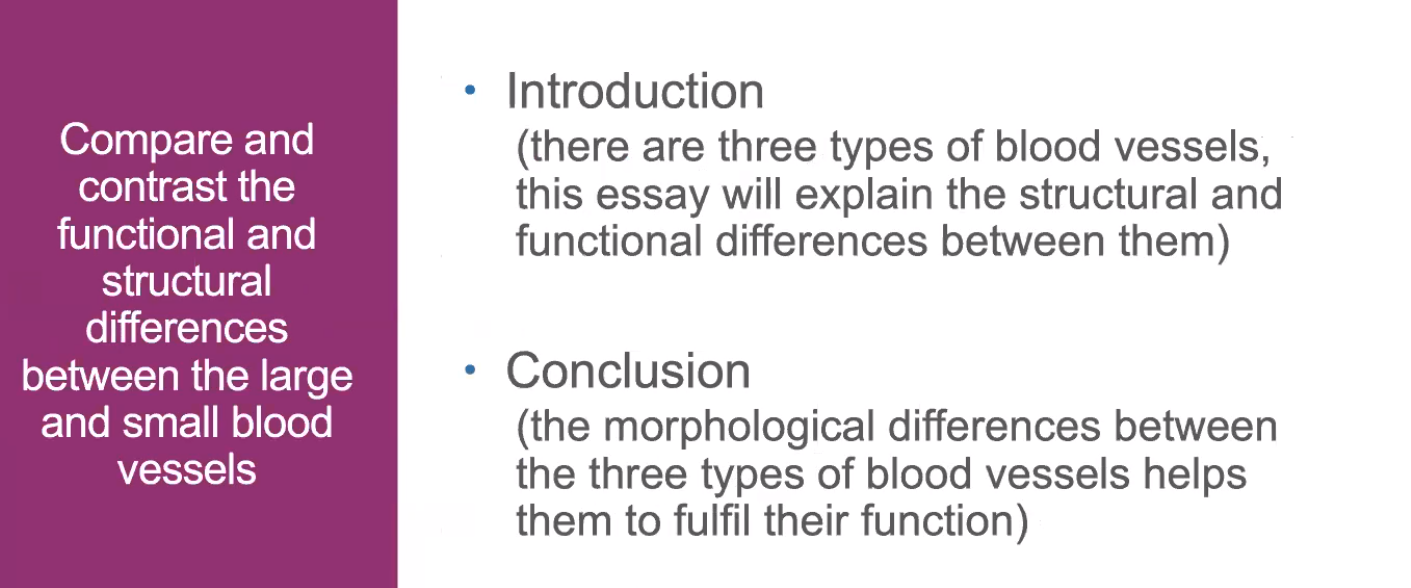 Compare and
contrast the
functional and
structural
differences
between the large
and small blood
vessels
• Introduction
(there are three types of blood vessels,
this essay will explain the structural and
functional differences between them)
• Conclusion
(the morphological differences between
the three types of blood vessels helps
them to fulfil their function)